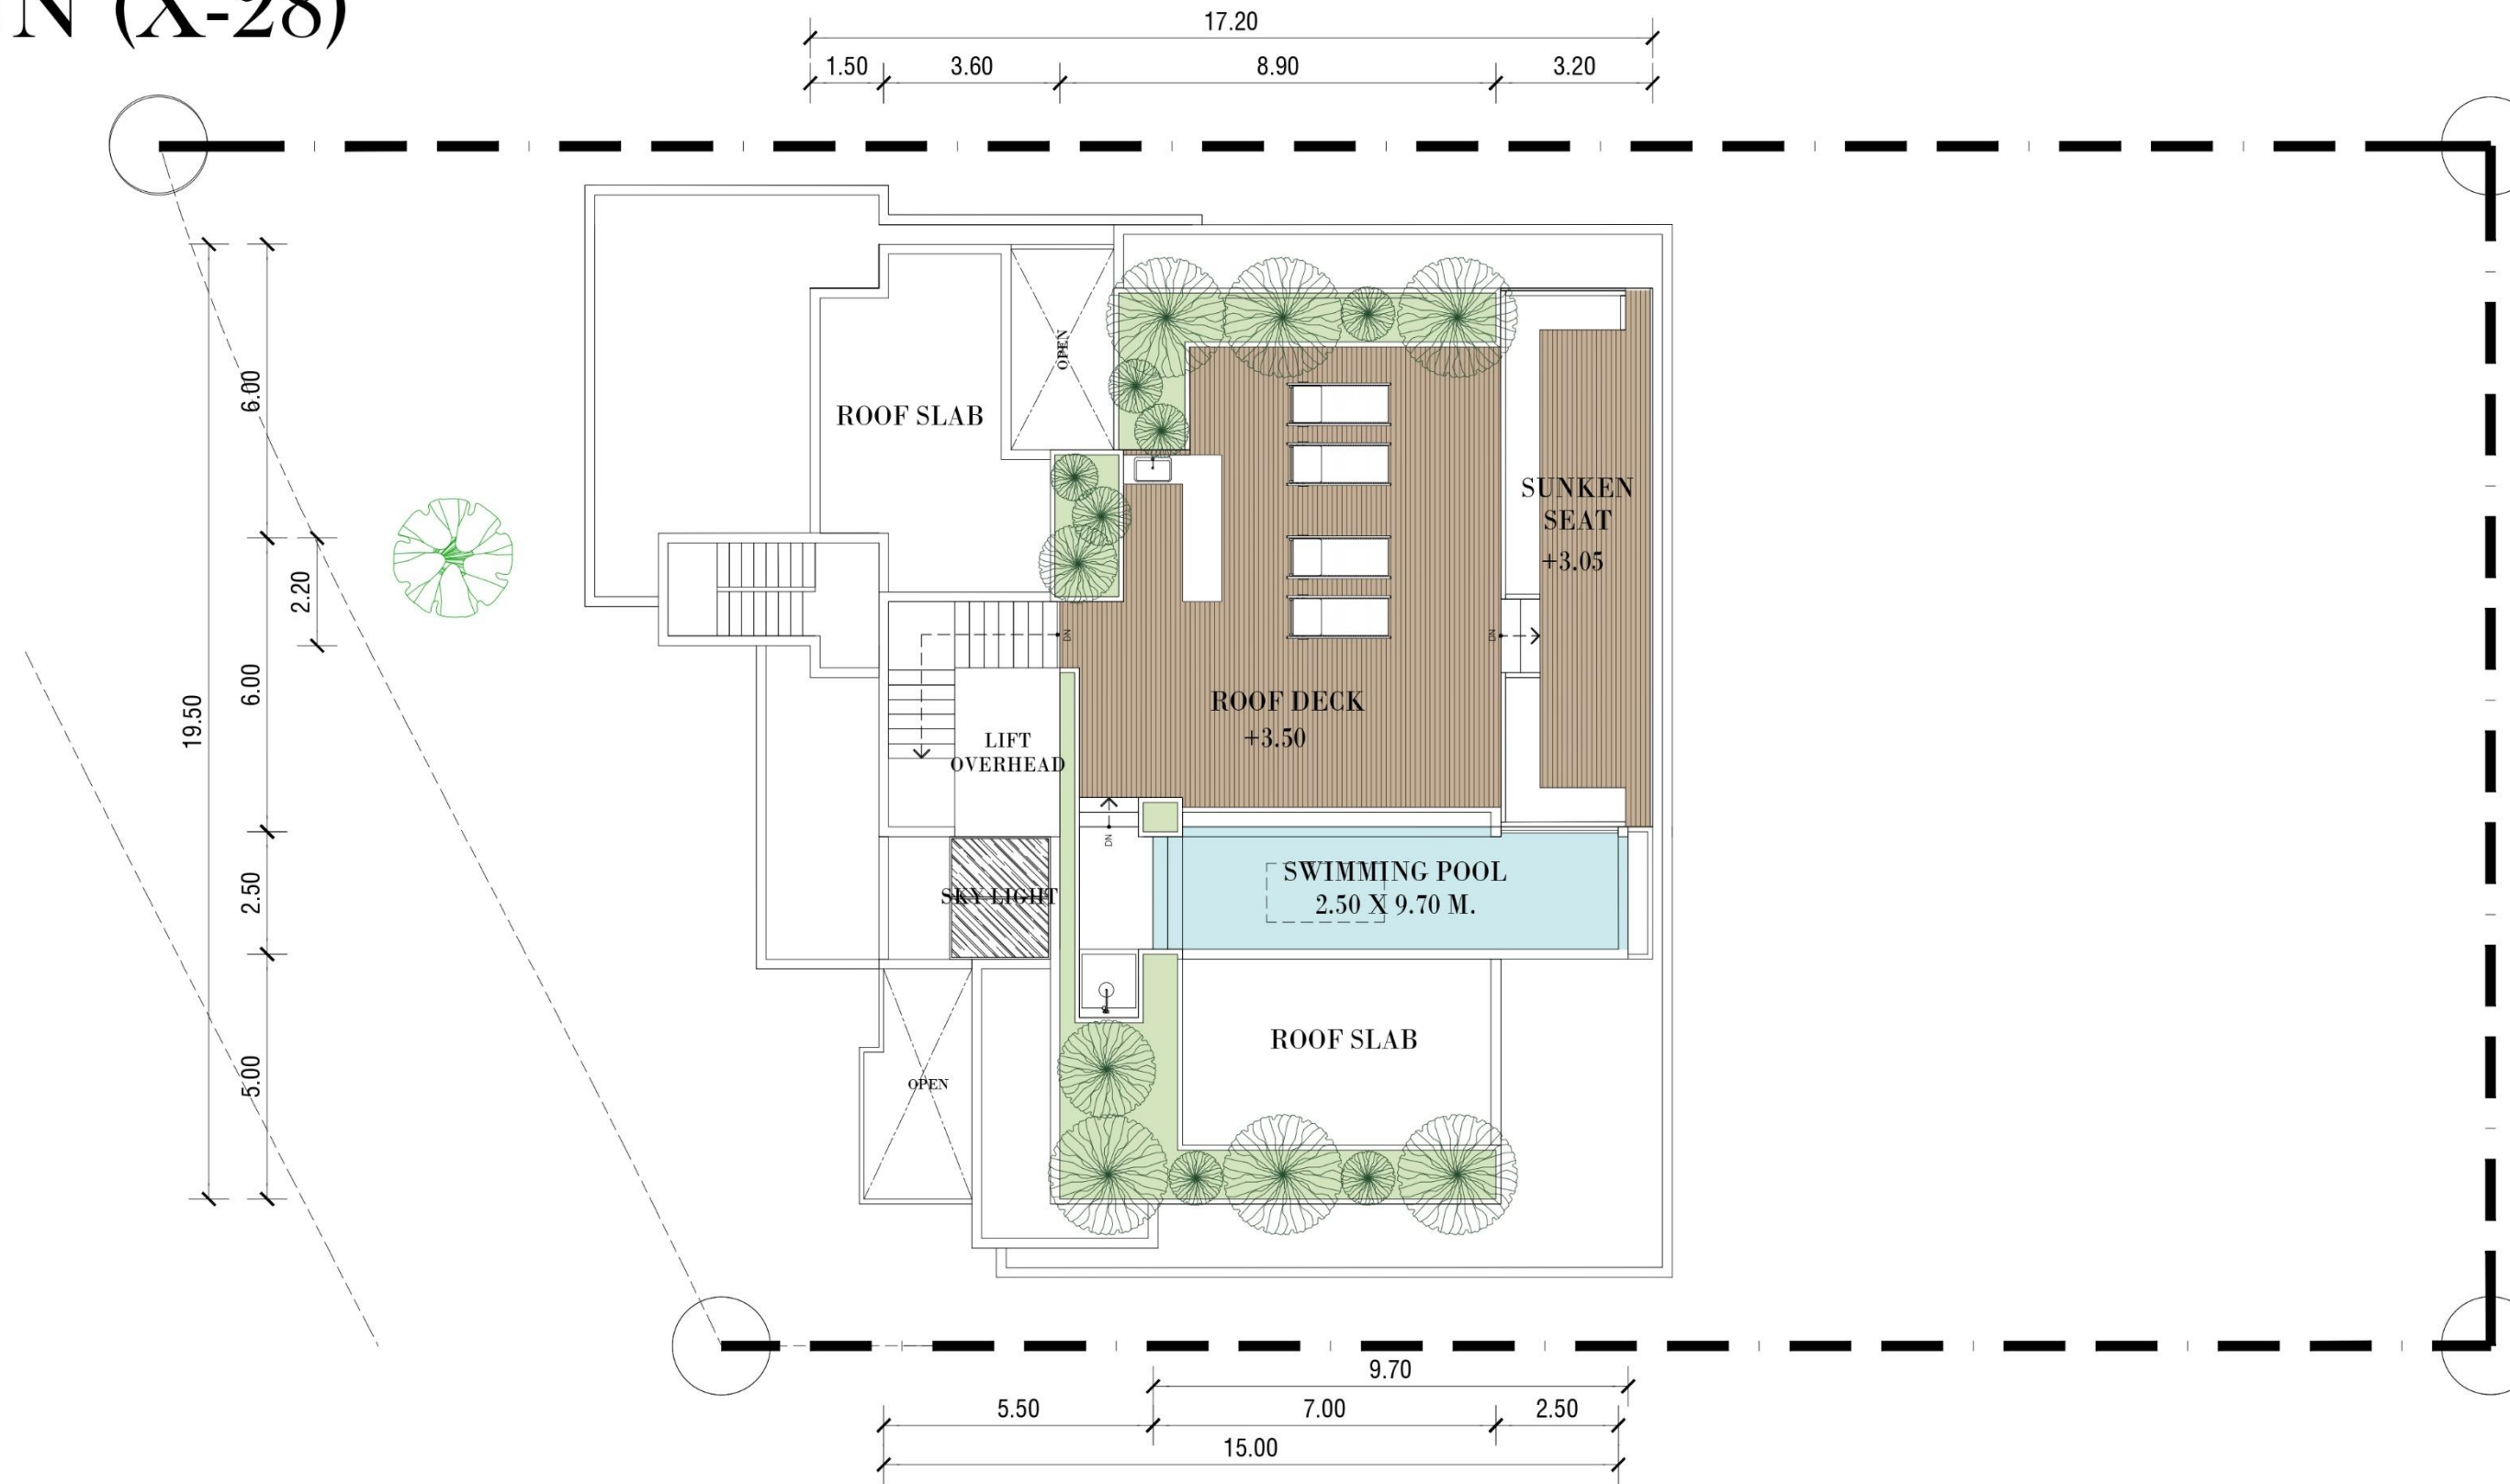 N (X-28)
17.20
1.50
3.60
8.90
3.20
OPEN
6.00
ROOF SLAB
SUNKEN
SEAT
+3.05
2.20
DN
DN
6.00
19.50
ROOF DECK
+3.50
LIFT
OVERHEAD
DN
SWIMMING POOL
2.50 X 9.70 M.
2.50
SKY LIGHT
ROOF SLAB
5.00
OPEN
9.70
5.50
7.00
2.50
15.00